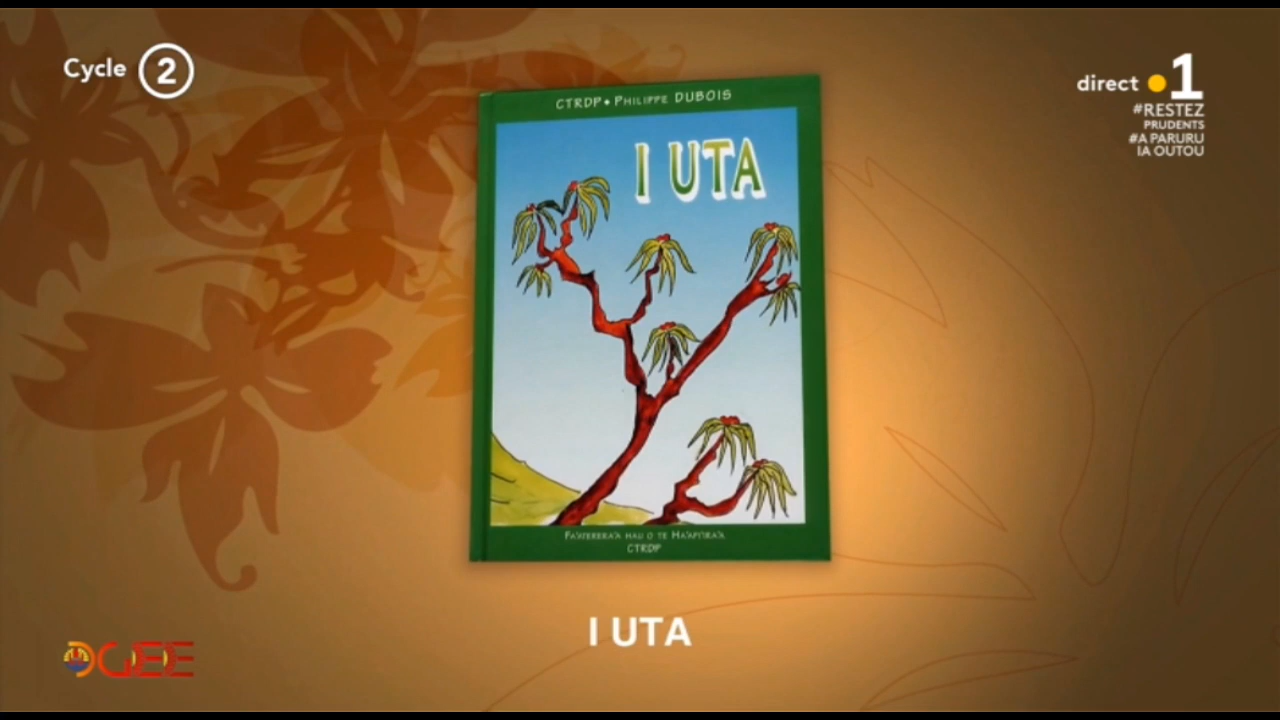 Cycle 2
direct 1
#RESTEZ
PRUDENTS
#A PARURU
IA OUTOU
CTRDP • PHILIPPE DUBOIS
I UTA
FA'ATERERA'A HAU O TE HA'API'IRA'A
CTRDP
I UTA
DGEE